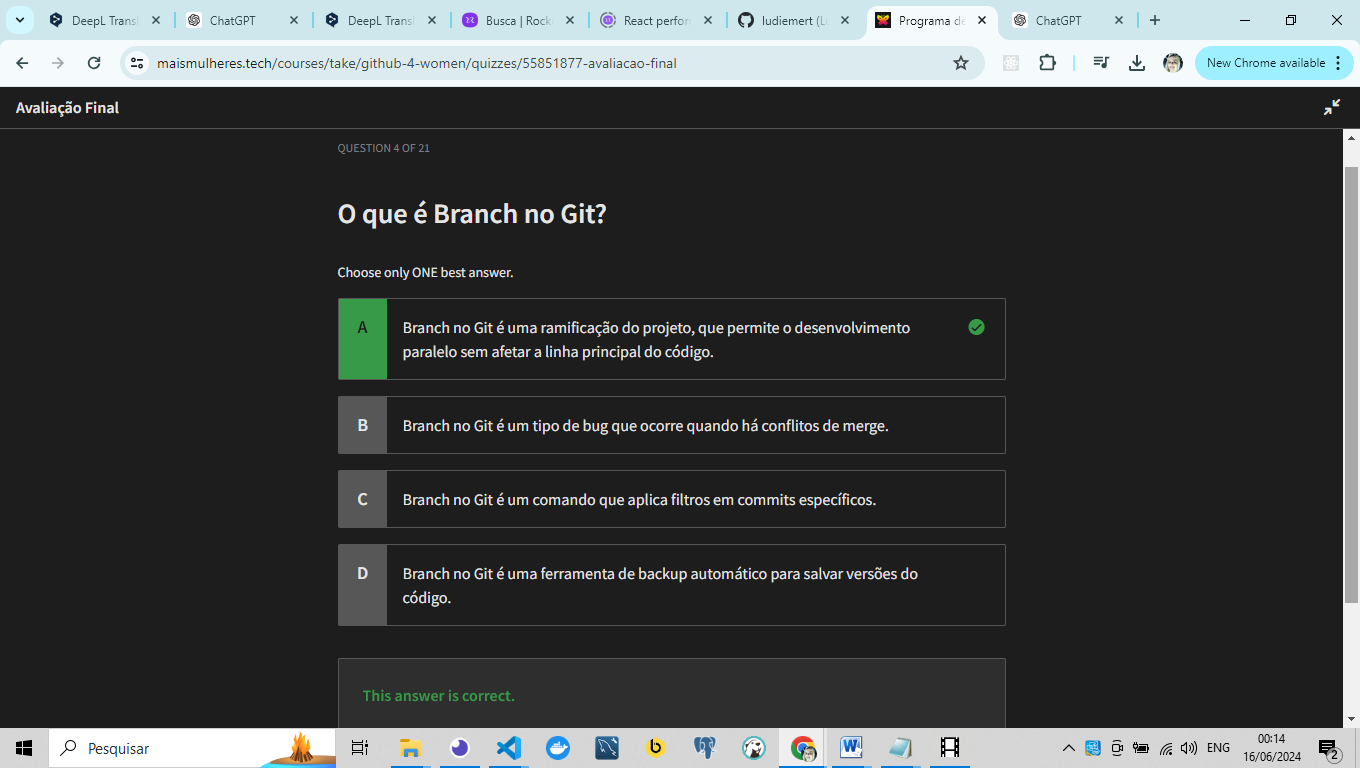 DeepL Transl
ChatGPT
DeepL Transl
Busca | Rock
React perfor
ludiemert (L
Programa de
ChatGPT
maismulheres.tech/courses/take/github-4-women/quizzes/55851877-avaliacao-final
New Chrome available
Avaliação Final
QUESTION 4 OF 21
O que é Branch no Git?
Choose only ONE best answer.
A
Branch no Git é uma ramificação do projeto, que permite o desenvolvimento
paralelo sem afetar a linha principal do código.
B
Branch no Git é um tipo de bug que ocorre quando há conflitos de merge.
C
Branch no Git é um comando que aplica filtros em commits específicos.
D
Branch no Git é uma ferramenta de backup automático para salvar versões do
código.
This answer is correct.
Pesquisar
ENG
00:14
16/06/2024
2